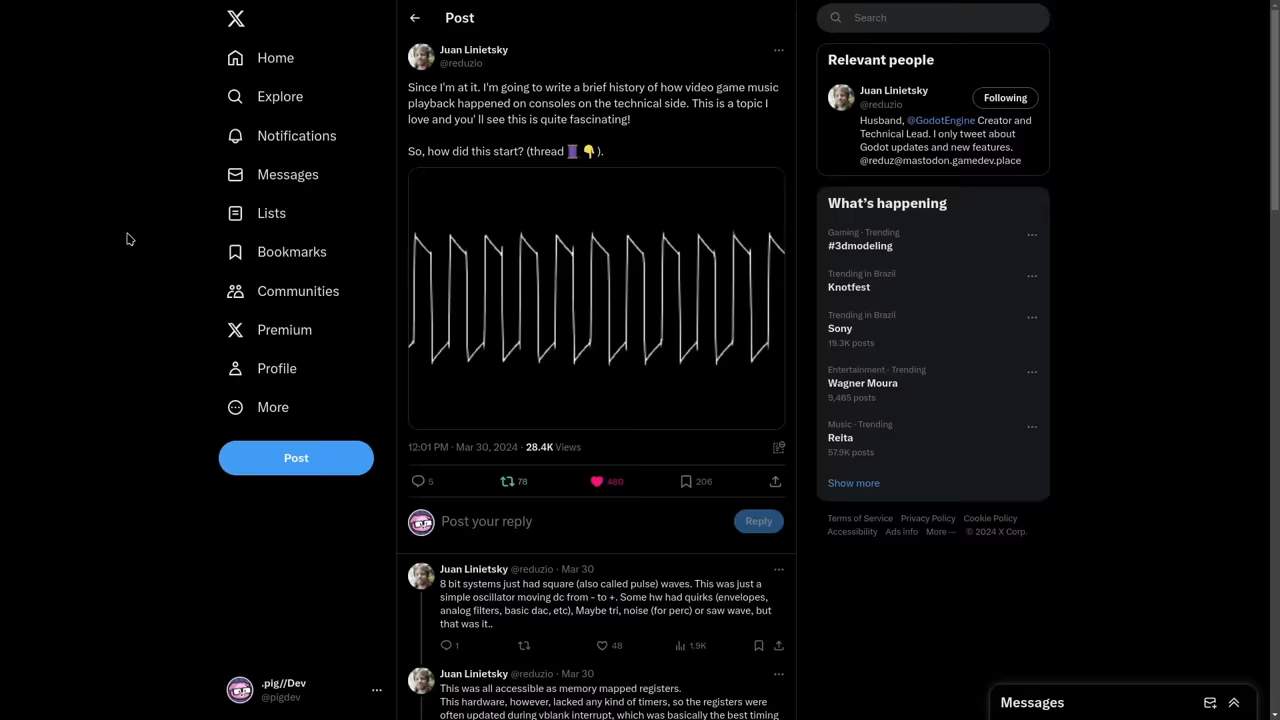 Home
Explore
Notifications
Messages
Lists
Bookmarks
Communities
Premium
Profile
More
Post
.pig//Dev
@pigdev
Post
Juan Linietsky
@reduzio
Since I'm at it. I'm going to write a brief history of how video game music
playback happened on consoles on the technical side. This is a topic I
love and you' ll see this is quite fascinating!
So, how did this start? (thread 🧵 👇 ).
12:01 PM · Mar 30, 2024 · 28.4K Views
5 78 480 206
Post your reply
Reply
Juan Linietsky @reduzio · Mar 30
8 bit systems just had square (also called pulse) waves. This was just a
simple oscillator moving dc from - to +. Some hw had quirks (envelopes,
analog filters, basic dac, etc), Maybe tri, noise (for perc) or saw wave, but
that was it..
1 48 1.9K
Juan Linietsky @reduzio · Mar 30
This was all accessible as memory mapped registers.
This hardware, however, lacked any kind of timers, so the registers were
often updated during vblank interrupt, which was basically the best timing
Search
Relevant people
Juan Linietsky
@reduzio
Following
Husband, @GodotEngine Creator and
Technical Lead. I only tweet about
Godot updates and new features.
@reduz@mastodon.gamedev.place
What's happening
Gaming · Trending
#3dmodeling
Trending in Brazil
Knotfest
Trending in Brazil
Sony
19.3K posts
Entertainment · Trending
Wagner Moura
9,465 posts
Music · Trending
Reita
57.9K posts
Show more
Terms of Service Privacy Policy Cookie Policy
Accessibility Ads info More ··· © 2024 X Corp.
Messages